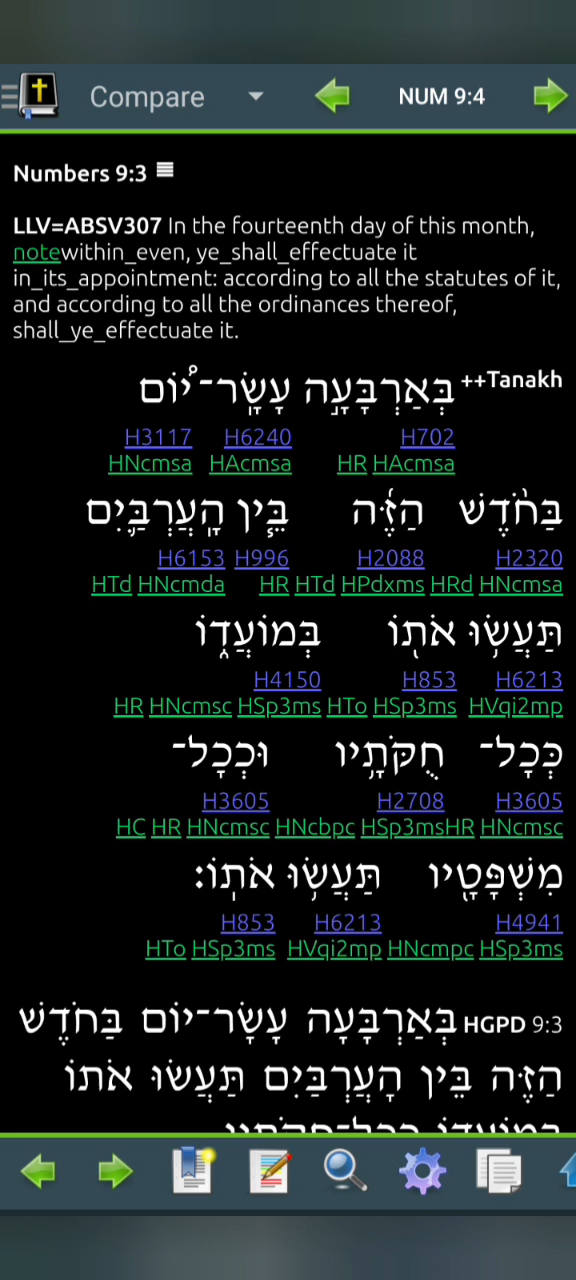 Compare
NUM 9:4
Numbers 9:3
LLV=ABSV307 In the fourteenth day of this month,
notewithin_even, ye_shall_effectuate it
in_its_appointment: according to all the statutes of it,
and according to all the ordinances thereof,
shall_ye_effectuate it.
++Tanakh בְּאַרְבָּעָ֣ה עָשָֽׂר־י֠וֹם
H3117 H6240 H702
HNcmsa HAcmsa HR HAcmsa
בַּחֹ֨דֶשׁ הַזֶּ֜ה בֵּ֧ין הָֽעַרְבַּ֛יִם
H6153 H996 H2088 H2320
HTd HNcmda HR HTd HPdxms HRd HNcmsa
תַּעֲשׂ֥וּ אֹת֖וֹ בְּמוֹעֲד֑וֹ
H4150 H853 H6213
HR HNcmsc HSp3ms HTo HSp3ms HVqi2mp
כְּכָל־ חֻקֹּתָ֥יו וּכְכָל־
H3605 H2708 H3605
HC HR HNcmsc HNcbpc HSp3msHR HNcmsc
מִשְׁפָּטָ֖יו תַּעֲשׂ֥וּ אֹתֽוֹ׃
H853 H6213 H4941
HTo HSp3ms HVqi2mp HNcmpc HSp3ms
HGPD 9:3 בְּאַרְבָּעָה עָשָׂר־יוֹם בַּחֹדֶשׁ
הַזֶּה בֵּין הָעַרְבַּיִם תַּעֲשׂוּ אֹתוֹ